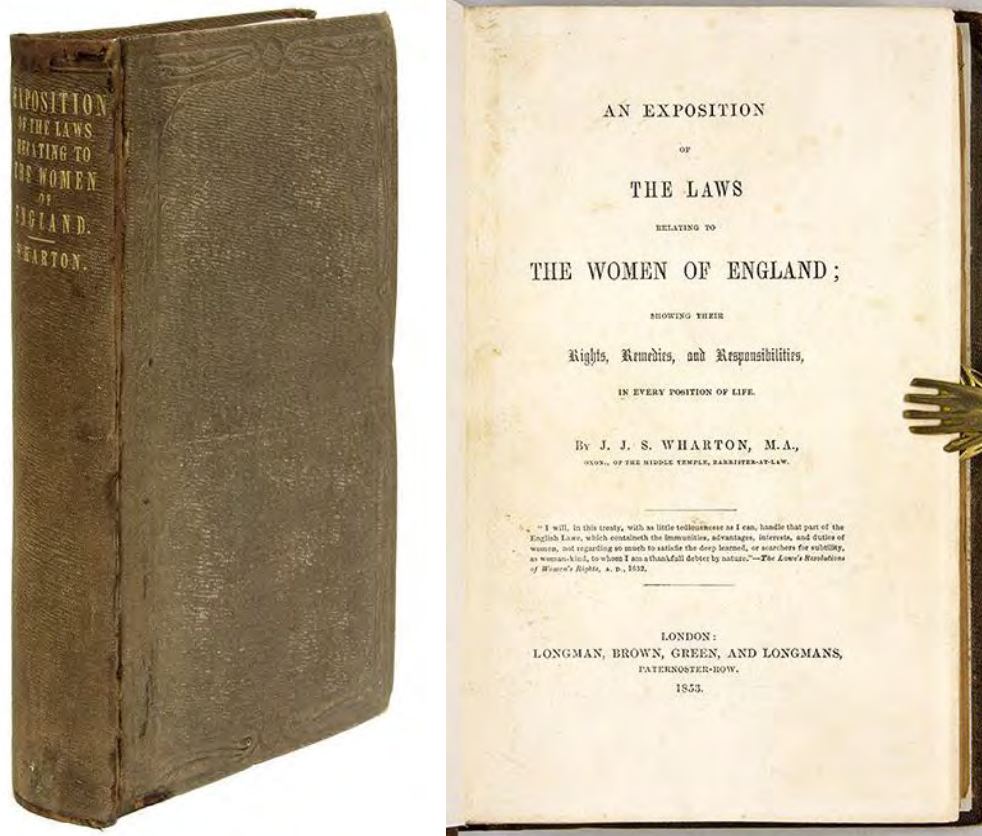 EXPOSITION
OF THE LAWS
RELATING TO
THE WOMEN
OF
ENGLAND.
WHARTON.
AN EXPOSITION
OF
THE LAWS
RELATING TO
THE WOMEN OF ENGLAND;
SHOWING THEIR
Rights, Remedies, and Responsibilities,
IN EVERY POSITION OF LIFE.
By J. J. S. WHARTON, M.A.,
OXON., OF THE MIDDLE TEMPLE, BARRISTER-AT-LAW.
"I will, in this treaty, with as little tediousnesse as I can, handle that part of the
English Lawe, which containeth the immunities, advantages, interests, and duties of
women, not regarding so much to satisfie the deep learned, or searchers for subtility,
as woman-kind, to whom I am a thankfull debter by nature."—The Lawe's Resolutions
of Women's Rights, A. D., 1632.
LONDON:
LONGMAN, BROWN, GREEN, AND LONGMANS,
PATERNOSTER-ROW.
1853.